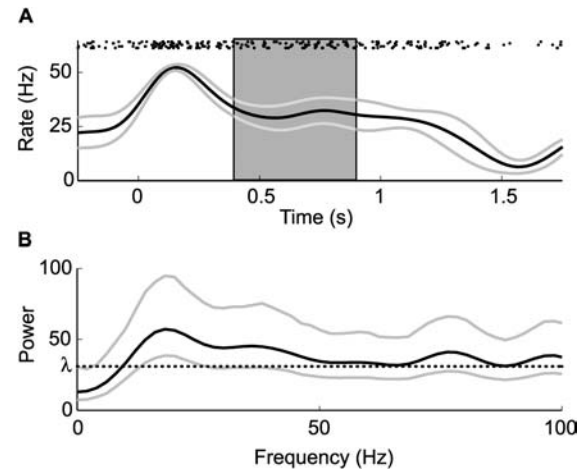 A
Rate (Hz)
50
25
0
0 0.5 1 1.5
Time (s)
B
Power
100
50
λ
0
0 50 100
Frequency (Hz)